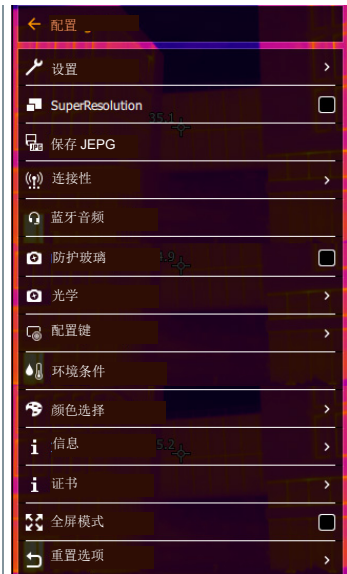 配置
设置
SuperResolution
35.1
保存 JEPG
连接性
蓝牙音频
防护玻璃
光学
配置键
环境条件
颜色选择
信息
5.2
证书
全屏模式
重置选项